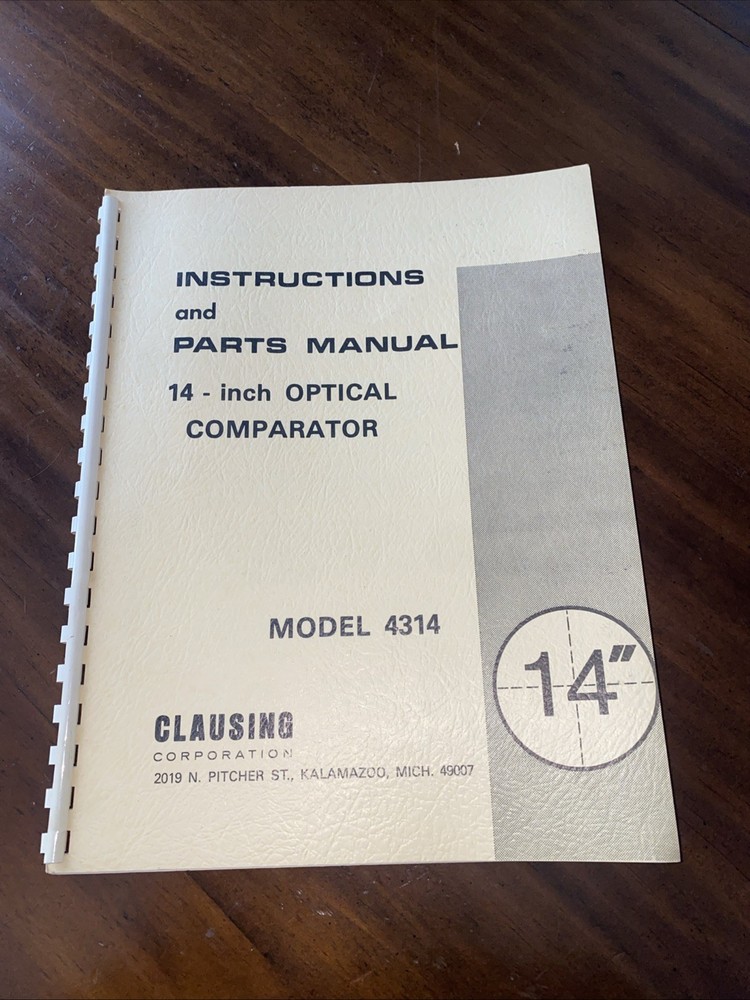 INSTRUCTIONS
and
PARTS MANUAL
14 - inch OPTICAL
COMPARATOR
MODEL 4314
14"
CLAUSING
CORPORATION
2019 N. PITCHER ST., KALAMAZOO, MICH. 49007